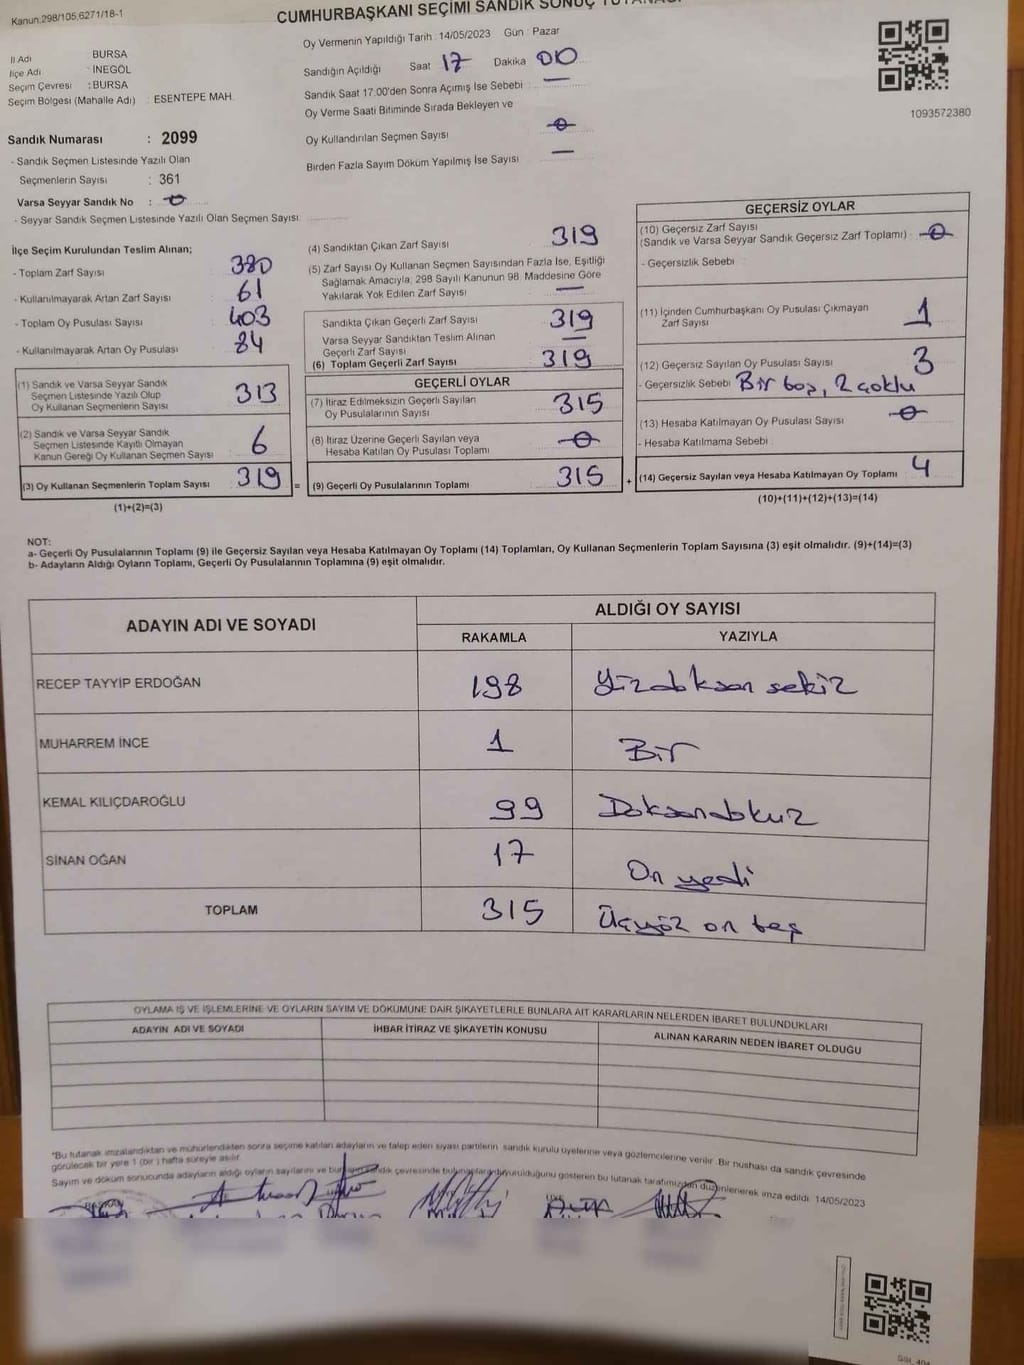 Kanun.298/105,6271/18-1
CUMHURBAŞKANI SEÇİMİ SANDIK SONUÇ TUTANAĞI
İl Adı BURSA
İlçe Adı İNEGÖL
Seçim Çevresi :BURSA
Seçim Bölgesi (Mahalle Adı) : ESENTEPE MAH.
Oy Vermenin Yapıldığı Tarih :14/05/2023 Gün : Pazar
Sandığın Açıldığı Saat 17 Dakika 00
Sandık Saat 17:00'den Sonra Açımış İse Sebebi : —
Oy Verme Saati Bitiminde Sırada Bekleyen ve
Oy Kullandırılan Seçmen Sayısı 0
Birden Fazla Sayım Döküm Yapılmış İse Sayısı —
1093572380
Sandık Numarası : 2099
- Sandık Seçmen Listesinde Yazılı Olan
Seçmenlerin Sayısı : 361
Varsa Seyyar Sandık No : 0
- Seyyar Sandık Seçmen Listesinde Yazılı Olan Seçmen Sayısı
İlçe Seçim Kurulundan Teslim Alınan;
- Toplam Zarf Sayısı 380
- Kullanılmayarak Artan Zarf Sayısı 61
- Toplam Oy Pusulası Sayısı 403
- Kullanılmayarak Artan Oy Pusulası 84
(1) Sandık ve Varsa Seyyar Sandık
Seçmen Listesinde Yazılı Olup
Oy Kullanan Seçmenlerin Sayısı 313
(2) Sandık ve Varsa Seyyar Sandık
Seçmen Listesinde Kayıtlı Olmayan
Kanun Gereği Oy Kullanan Seçmen Sayısı 6
(3) Oy Kullanan Seçmenlerin Toplam Sayısı 319 =
(1)+(2)=(3)
(4) Sandıktan Çıkan Zarf Sayısı 319
(5) Zarf Sayısı Oy Kullanan Seçmen Sayısından Fazla İse, Eşitliği
Sağlamak Amacıyla, 298 Sayılı Kanunun 98. Maddesine Göre
Yakılarak Yok Edilen Zarf Sayısı —
Sandıkta Çıkan Geçerli Zarf Sayısı 319
Varsa Seyyar Sandıktan Teslim Alınan
Geçerli Zarf Sayısı —
(6) Toplam Geçerli Zarf Sayısı 319
GEÇERLİ OYLAR
(7) İtiraz Edilmeksizin Geçerli Sayılan
Oy Pusulalarının Sayısı 315
(8) İtiraz Üzerine Geçerli Sayılan veya
Hesaba Katılan Oy Pusulası Toplamı 0
(9) Geçerli Oy Pusulalarının Toplamı 315 +
GEÇERSİZ OYLAR
(10) Geçersiz Zarf Sayısı
(Sandık ve Varsa Seyyar Sandık Geçersiz Zarf Toplamı) : 0
- Geçersizlik Sebebi
(11) İçinden Cumhurbaşkanı Oy Pusulası Çıkmayan
Zarf Sayısı 1
(12) Geçersiz Sayılan Oy Pusulası Sayısı 3
- Geçersizlik Sebebi Bir boş, 2 çoklu
(13) Hesaba Katılmayan Oy Pusulası Sayısı 0
- Hesaba Katılmama Sebebi
(14) Geçersiz Sayılan veya Hesaba Katılmayan Oy Toplamı 4
(10)+(11)+(12)+(13)=(14)
NOT:
a- Geçerli Oy Pusulalarının Toplamı (9) ile Geçersiz Sayılan veya Hesaba Katılmayan Oy Toplamı (14) Toplamları, Oy Kullanan Seçmenlerin Toplam Sayısına (3) eşit olmalıdır. (9)+(14)=(3)
b- Adayların Aldığı Oyların Toplamı, Geçerli Oy Pusulalarının Toplamına (9) eşit olmalıdır.
ADAYIN ADI VE SOYADI
ALDIĞI OY SAYISI
RAKAMLA YAZIYLA
RECEP TAYYİP ERDOĞAN 198 Yüzdoksan sekiz
MUHARREM İNCE 1 Bir
KEMAL KILIÇDAROĞLU 99 Doksandokuz
SİNAN OĞAN 17 On yedi
TOPLAM 315 Üçyüz on beş
OYLAMA İŞ VE İŞLEMLERİNE VE OYLARIN SAYIM VE DÖKÜMÜNE DAİR ŞİKAYETLERLE BUNLARA AİT KARARLARIN NELERDEN İBARET BULUNDUKLARI
ADAYIN ADI VE SOYADI İHBAR İTİRAZ VE ŞİKAYETİN KONUSU ALINAN KARARIN NEDEN İBARET OLDUĞU
*Bu tutanak imzalandıktan ve mühürlendikten sonra seçime katılan adayların ve talep eden siyasi partilerin sandık kurulu üyelerine veya gözlemcilerine verilir. Bir nüshası da sandık çevresinde
görülecek bir yere 1 (bir) hafta süreyle asılır.
Sayım ve döküm sonucunda adayların aldığı oyların sayılarını ve sandık çevresinde duyurulduğunu gösteren bu tutanak tarafımızdan düzenlenerek imza edildi. 14/05/2023